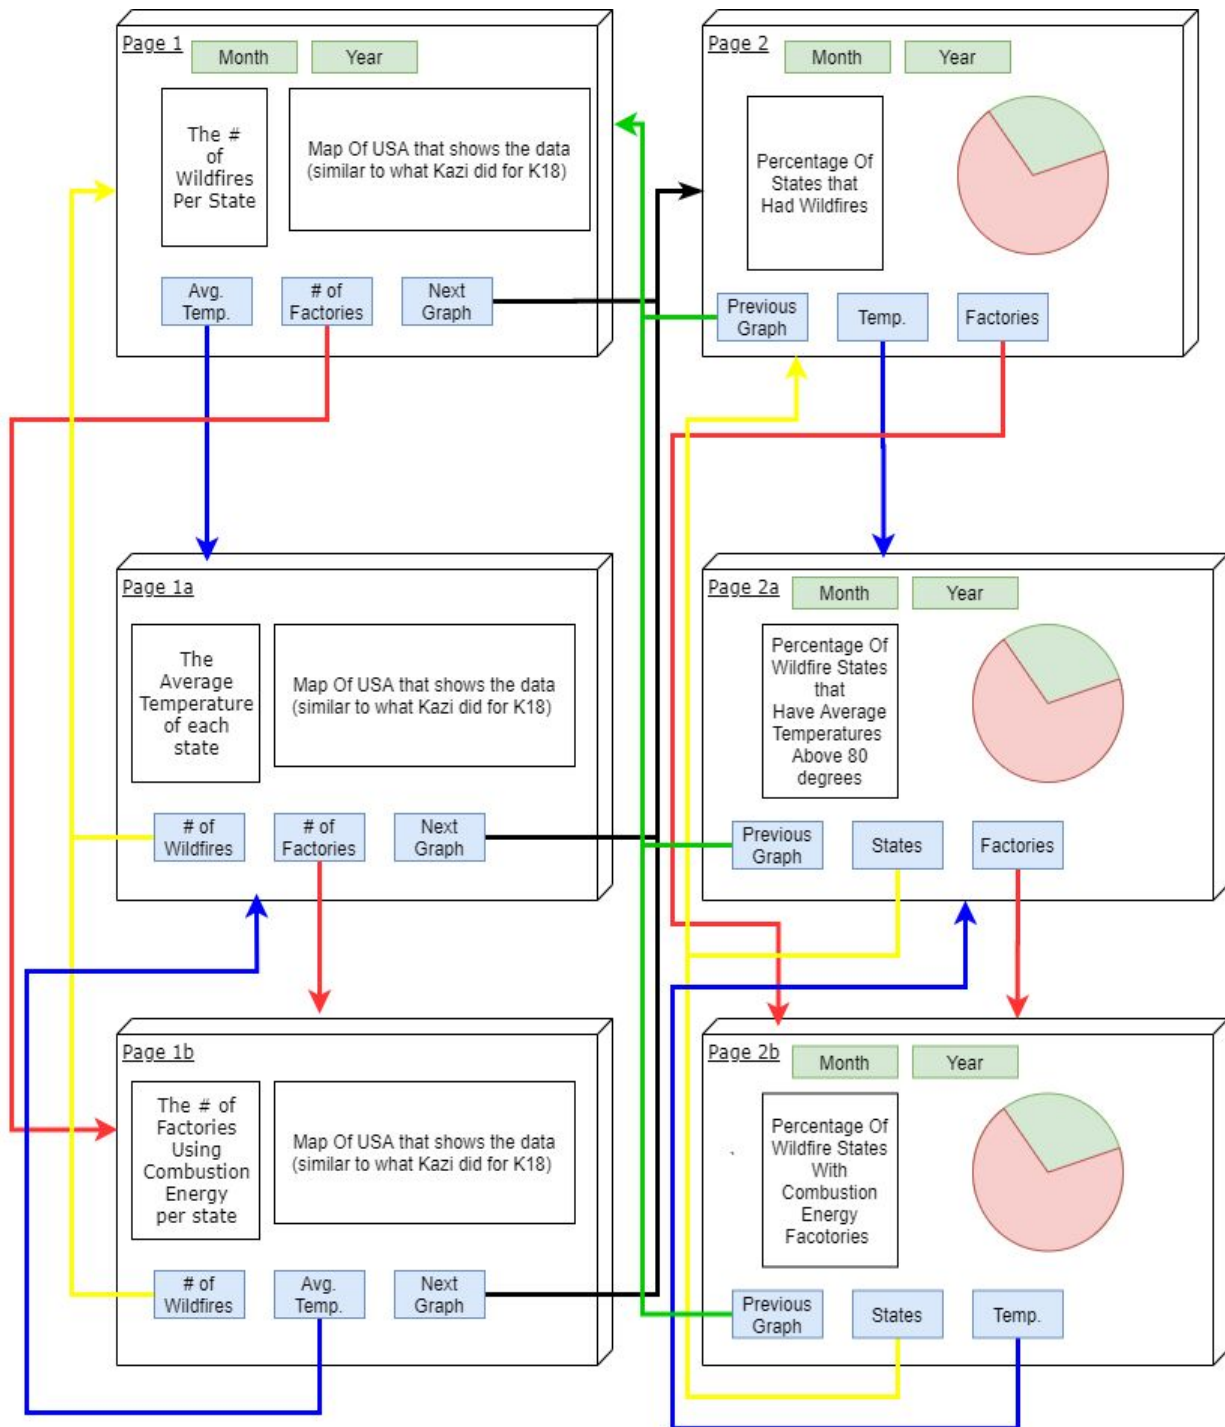 Page 1
Month
Year
The #
of
Wildfires
Per State
Map Of USA that shows the data
(similar to what Kazi did for K18)
Avg.
Temp.
# of
Factories
Next
Graph
Page 2
Month
Year
Percentage Of
States that
Had Wildfires
Previous
Graph
Temp.
Factories
Page 1a
The
Average
Temperature
of each
state
Map Of USA that shows the data
(similar to what Kazi did for K18)
# of
Wildfires
# of
Factories
Next
Graph
Page 2a
Month
Year
Percentage Of
Wildfire States
that
Have Average
Temperatures
Above 80
degrees
Previous
Graph
States
Factories
Page 1b
The # of
Factories
Using
Combustion
Energy
per state
Map Of USA that shows the data
(similar to what Kazi did for K18)
# of
Wildfires
Avg.
Temp.
Next
Graph
Page 2b
Month
Year
Percentage Of
Wildfire States
With
Combustion
Energy
Facotories
Previous
Graph
States
Temp.